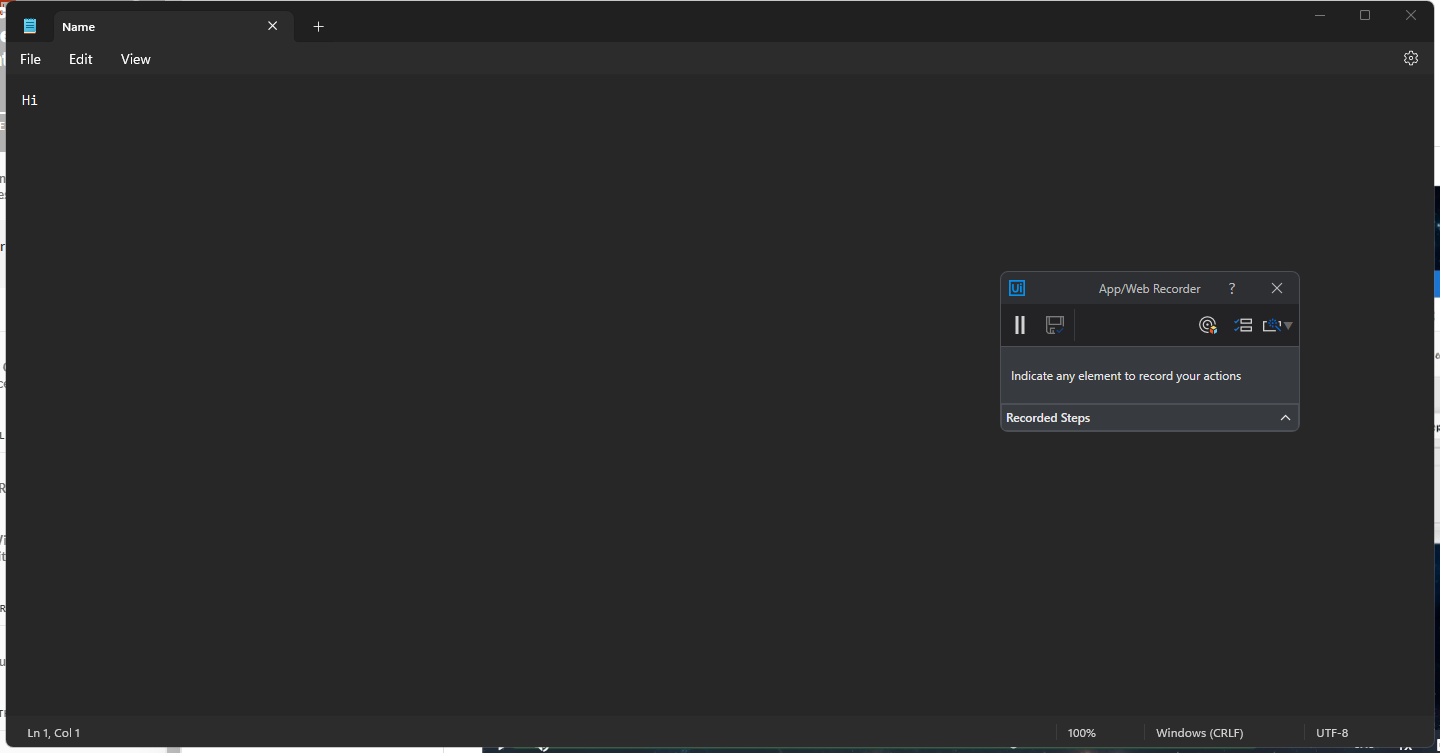 Name
File Edit View
Hi
Ui App/Web Recorder ?
Indicate any element to record your actions
Recorded Steps
Ln 1, Col 1 100% Windows (CRLF) UTF-8